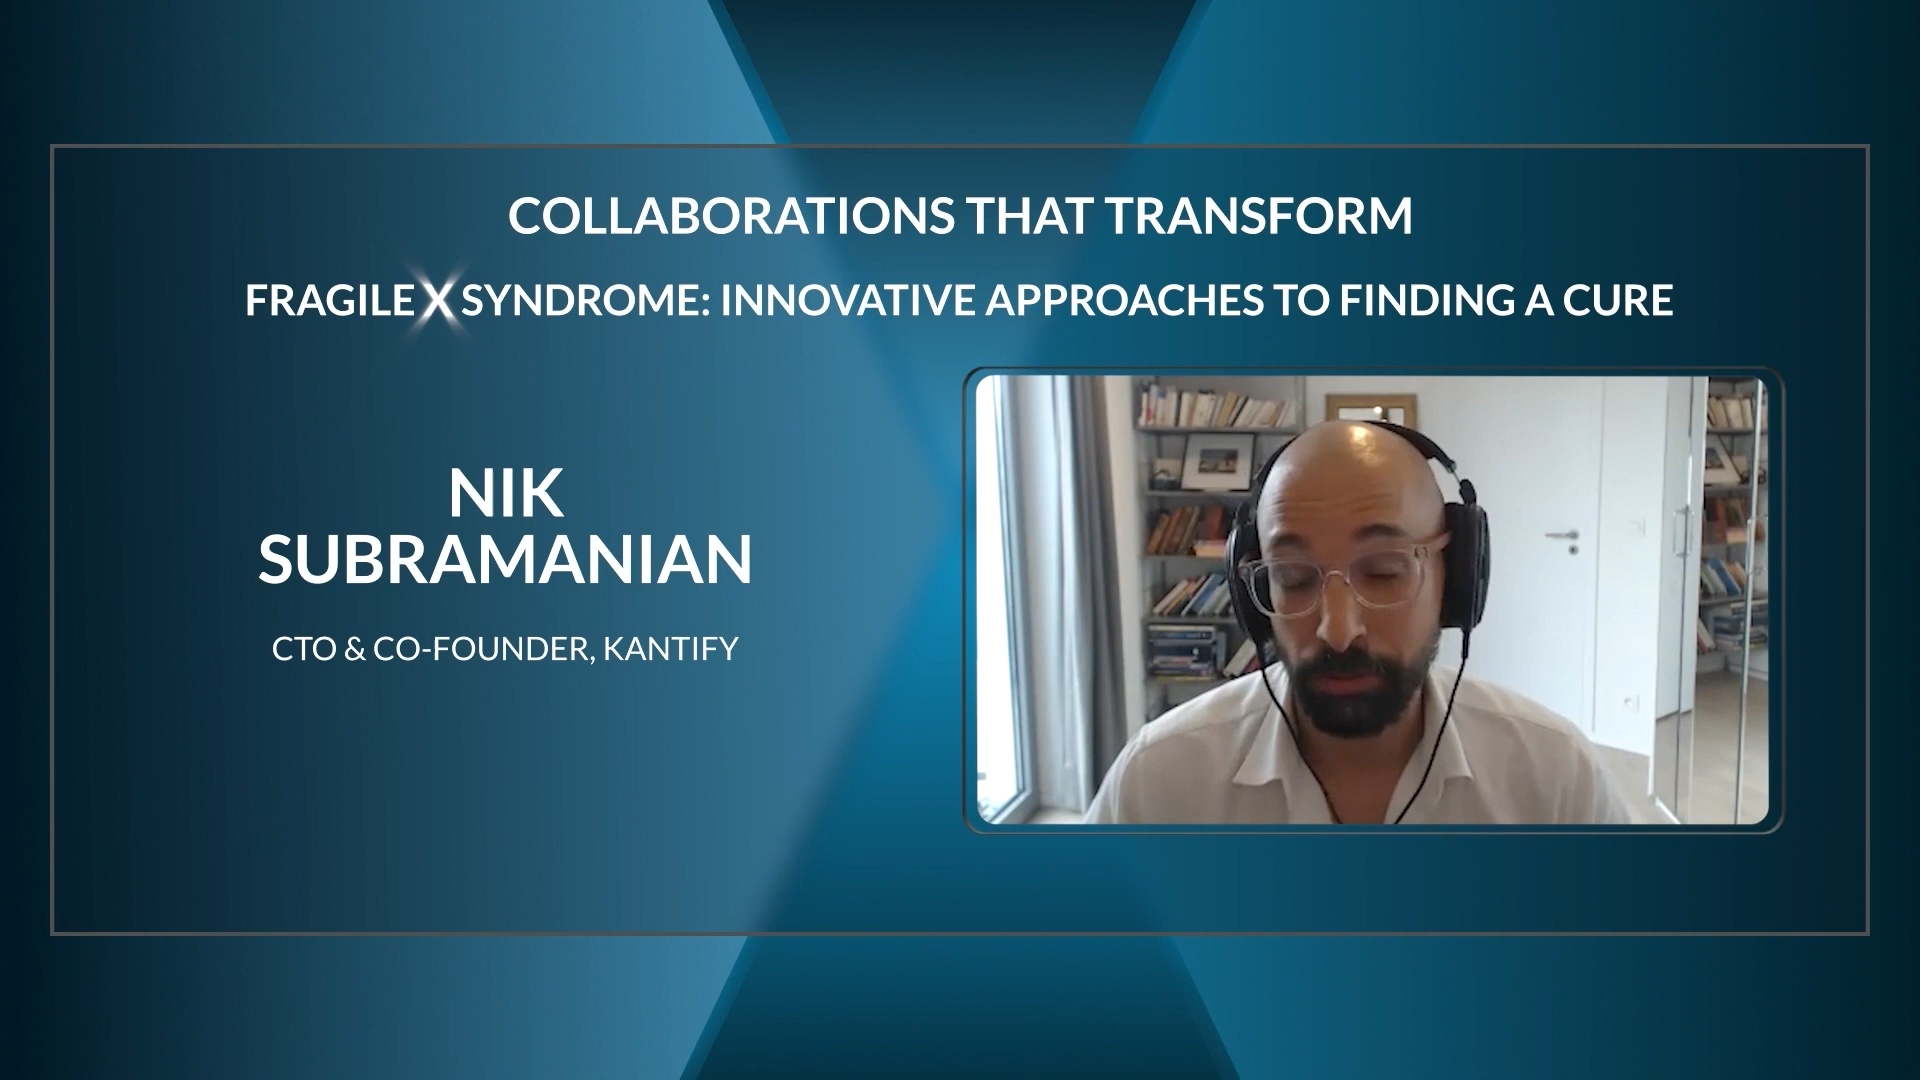 COLLABORATIONS THAT TRANSFORM
FRAGILE X SYNDROME: INNOVATIVE APPROACHES TO FINDING A CURE
NIK
SUBRAMANIAN
CTO & CO-FOUNDER, KANTIFY